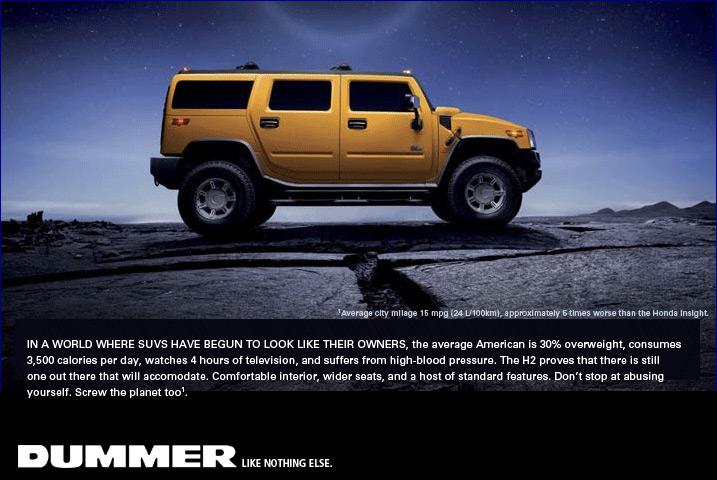 ¹Average city milage 15 mpg (24 L/100km), approximately 5 times worse than the Honda Insight.
IN A WORLD WHERE SUVS HAVE BEGUN TO LOOK LIKE THEIR OWNERS, the average American is 30% overweight, consumes
3,500 calories per day, watches 4 hours of television, and suffers from high-blood pressure. The H2 proves that there is still
one out there that will accomodate. Comfortable interior, wider seats, and a host of standard features. Don't stop at abusing
yourself. Screw the planet too¹.
DUMMER LIKE NOTHING ELSE.